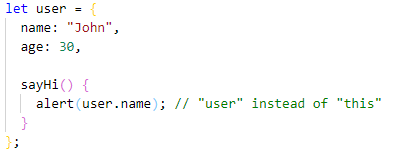 let user = {
  name: "John",
  age: 30,

  sayHi() {
    alert(user.name); // "user" instead of "this"
  }
};